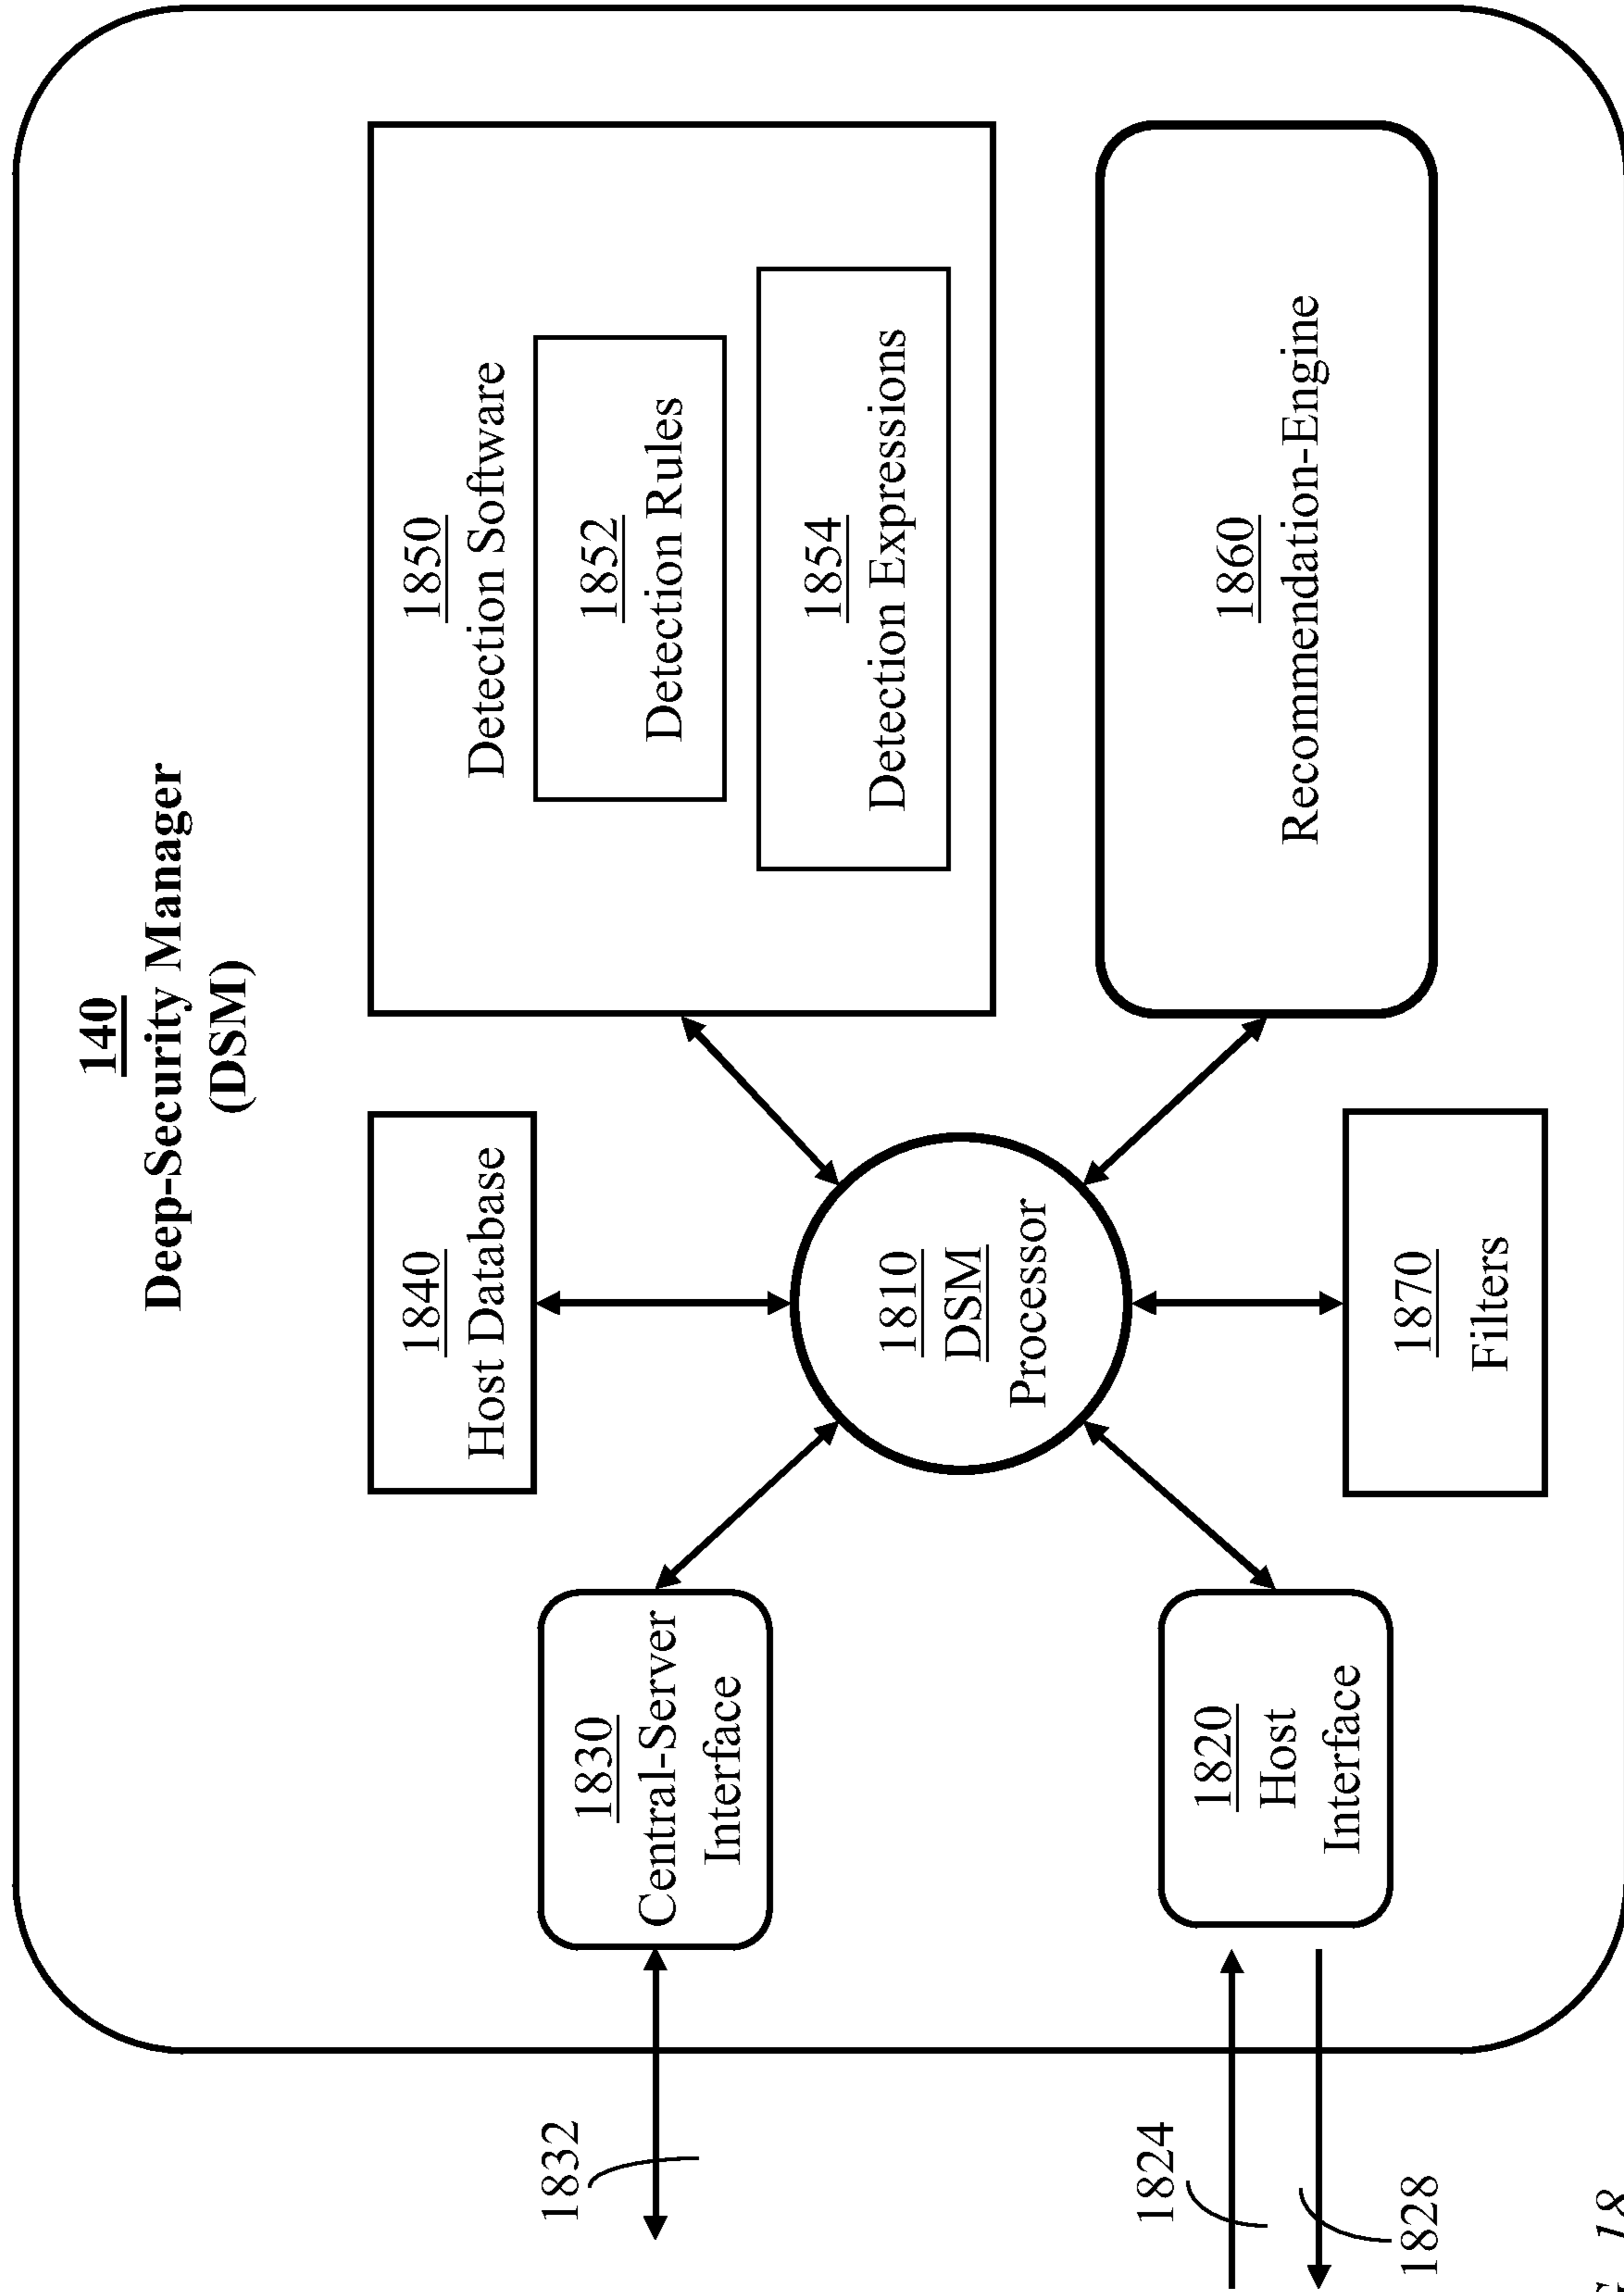 140
Deep-Security Manager
(DSM)
1830
Central-Server
Interface
1840
Host Database
1850
Detection Software
1852
Detection Rules
1854
Detection Expressions
1810
DSM
Processor
1820
Host
Interface
1870
Filters
1860
Recommendation-Engine
1832
1824
1828
18